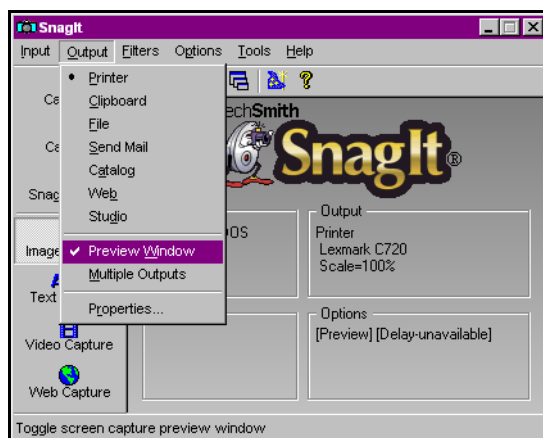 SnagIt
Input Output Filters Options Tools Help
Printer
Clipboard
File
Send Mail
Catalog
Web
Studio
Preview Window
Multiple Outputs
Properties...
echSmith
SnagIt®
Ca
Ca
Snag
Image
Text
Video Capture
Web Capture
OS
Output
Printer
Lexmark C720
Scale=100%
Options
[Preview] [Delay-unavailable]
Toggle screen capture preview window